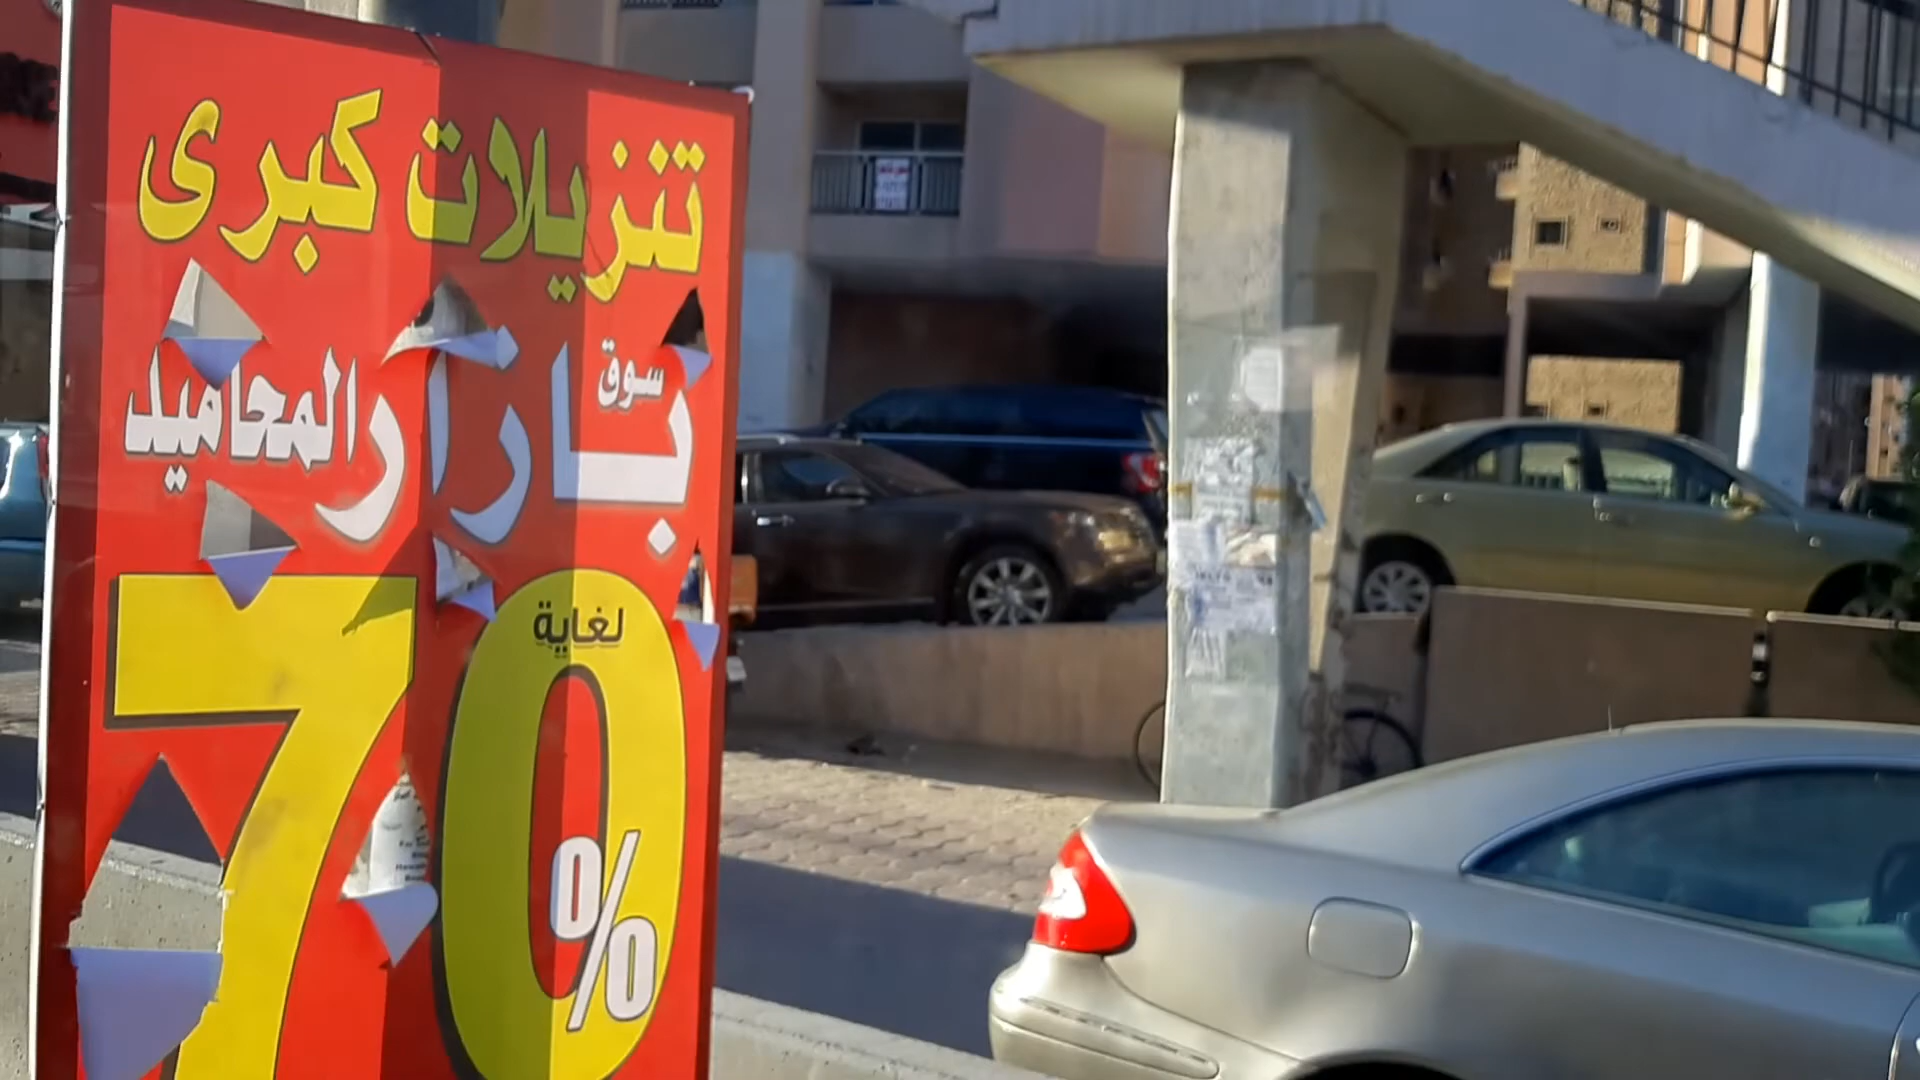 تنزيلات كبرى
سوق
بازار المحاميد
لغاية
70%